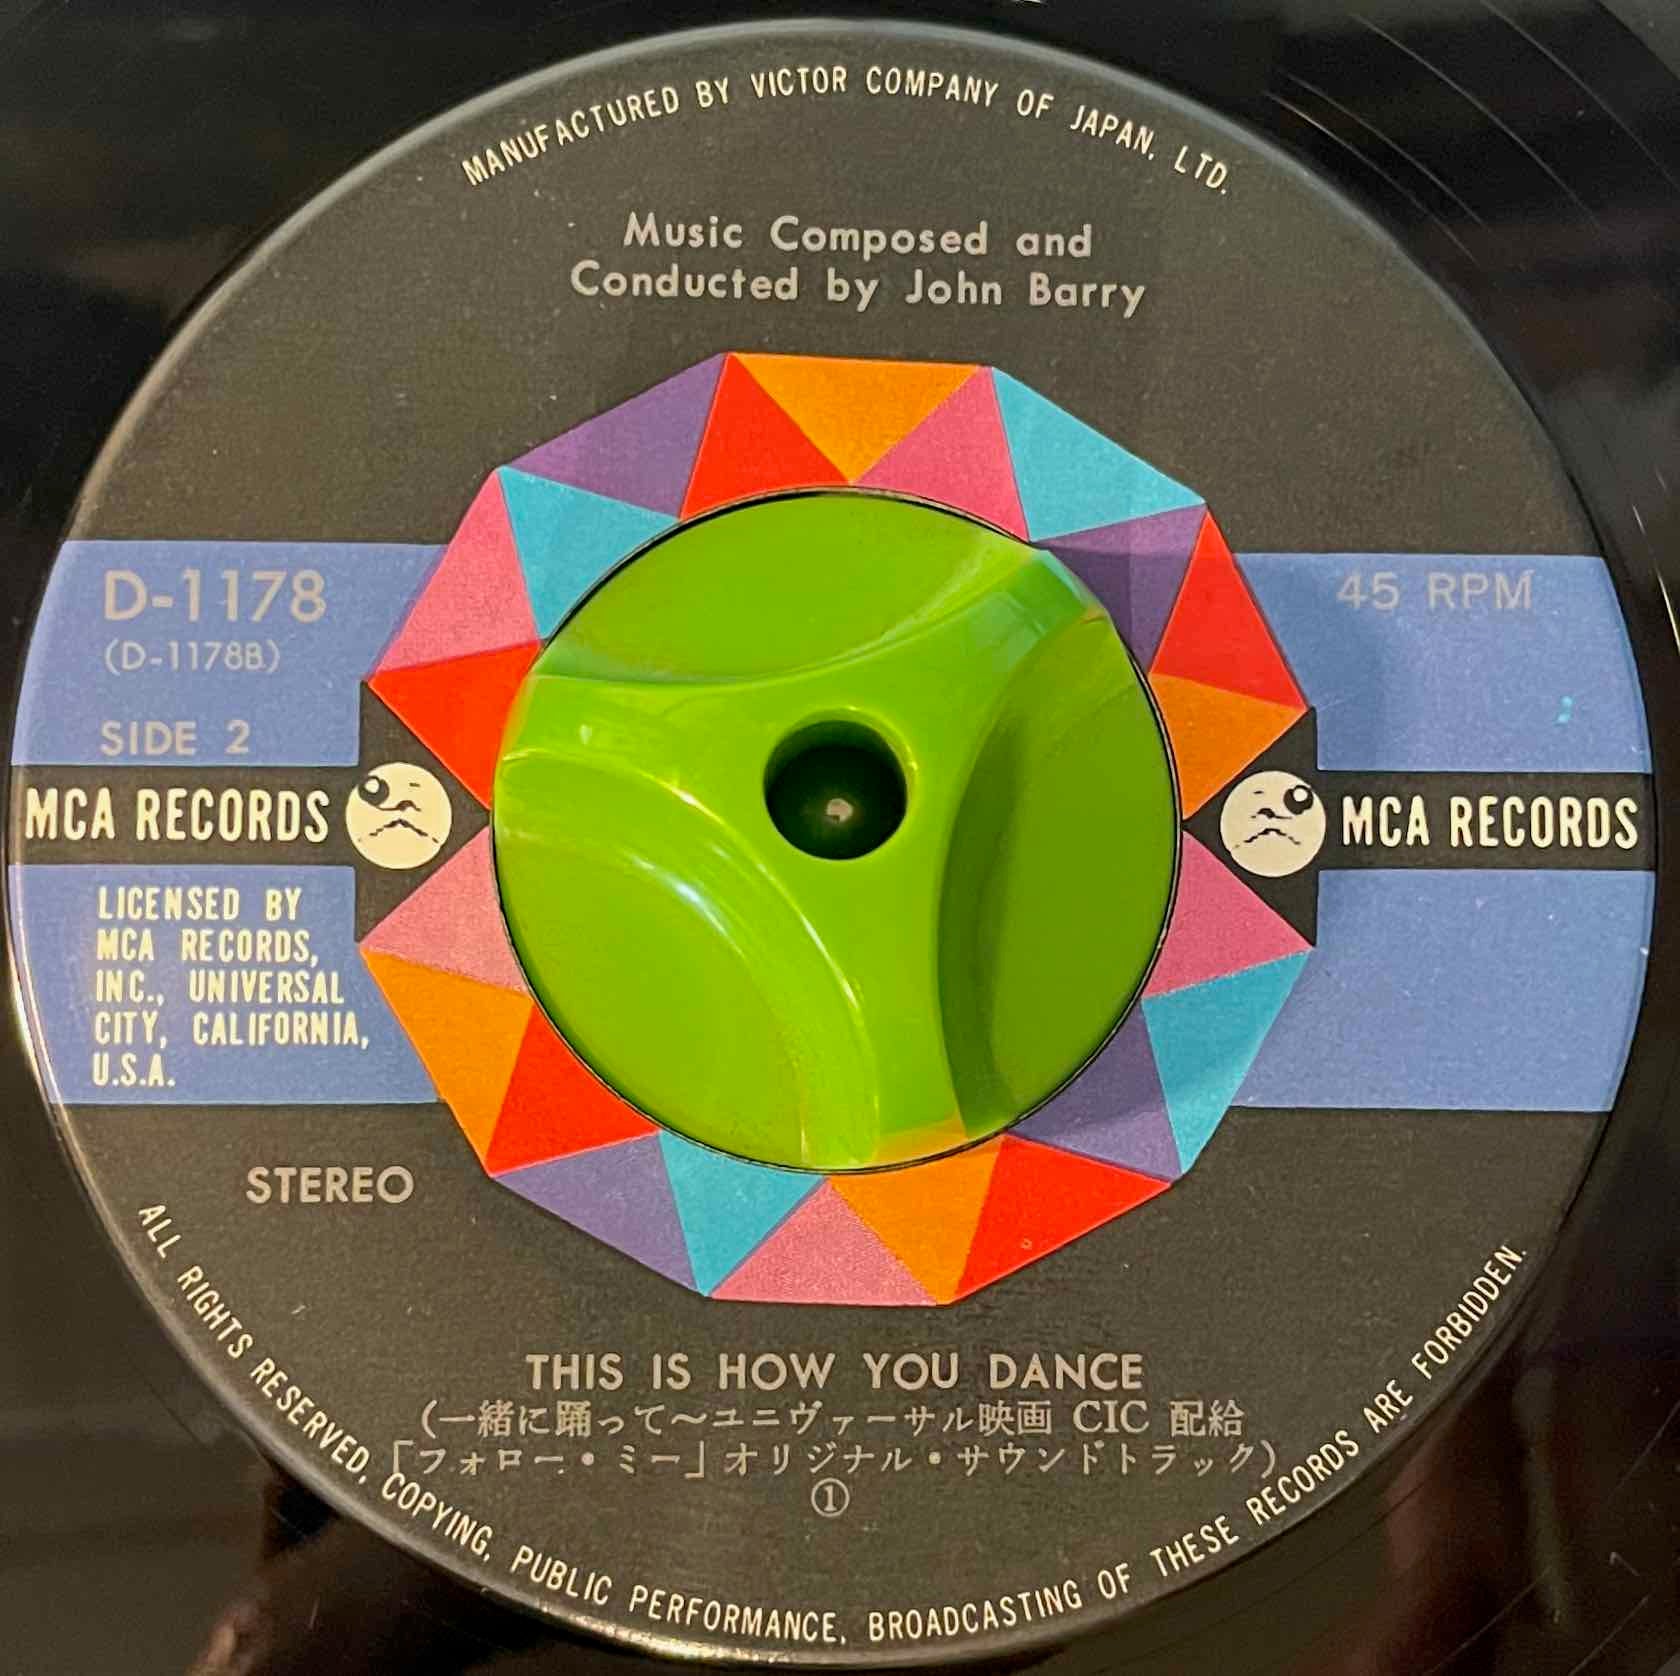 MANUFACTURED BY VICTOR COMPANY OF JAPAN, LTD.
Music Composed and
Conducted by John Barry
D-1178
(D-1178B)
SIDE 2
45 RPM
MCA RECORDS
MCA RECORDS
LICENSED BY
MCA RECORDS,
INC., UNIVERSAL
CITY, CALIFORNIA,
U.S.A.
STEREO
THIS IS HOW YOU DANCE
(一緒に踊って〜ユニヴァーサル映画 CIC 配給
「フォロー・ミー」オリジナル・サウンドトラック)
①
ALL RIGHTS RESERVED, COPYING, PUBLIC PERFORMANCE, BROADCASTING OF THESE RECORDS ARE FORBIDDEN.